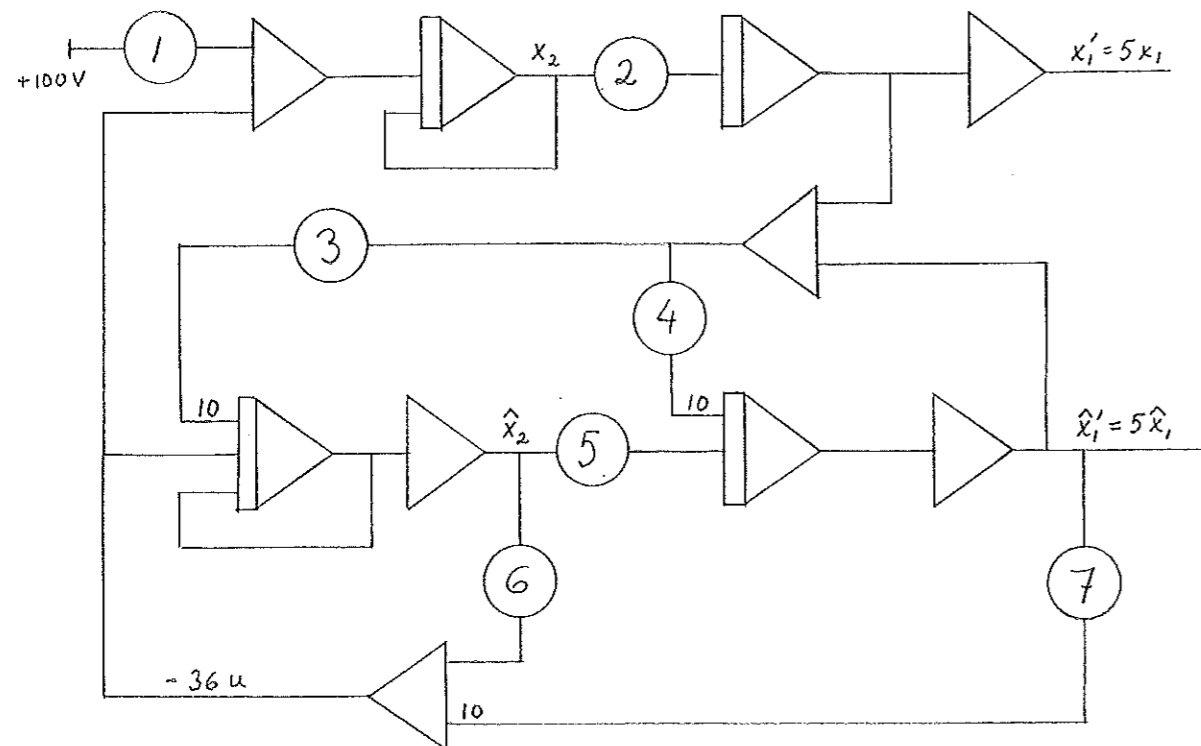 1
+100V
x₂
2
x₁' = 5x₁
3
4
10
10
x̂₂
5
x̂₁' = 5x̂₁
6
7
- 36 u
10